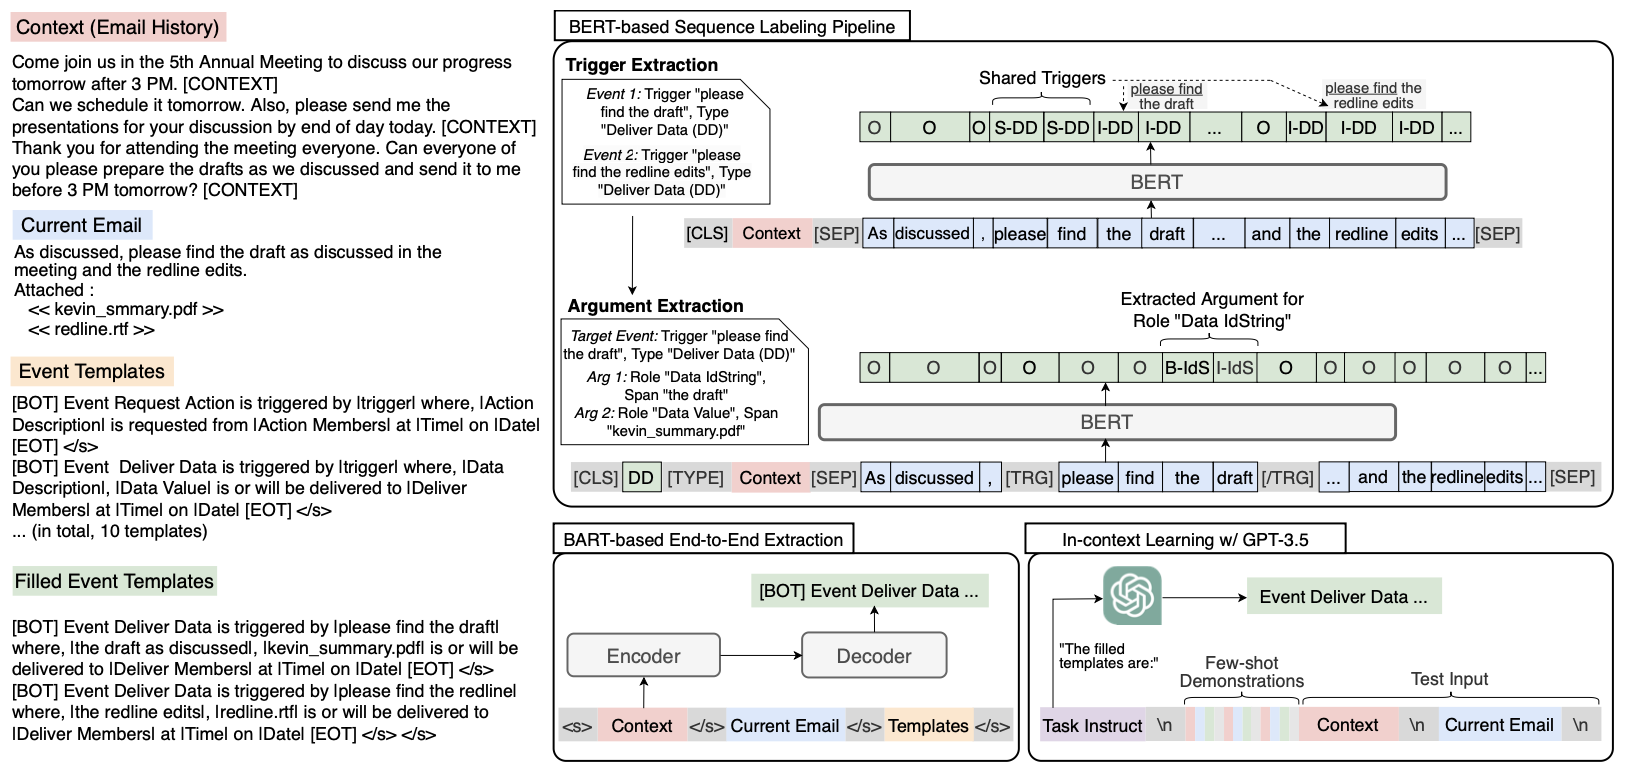 Context (Email History)
Come join us in the 5th Annual Meeting to discuss our progress
tomorrow after 3 PM. [CONTEXT]
Can we schedule it tomorrow. Also, please send me the
presentations for your discussion by end of day today. [CONTEXT]
Thank you for attending the meeting everyone. Can everyone of
you please prepare the drafts as we discussed and send it to me
before 3 PM tomorrow? [CONTEXT]
Current Email
As discussed, please find the draft as discussed in the
meeting and the redline edits.
Attached :
<< kevin_smmary.pdf >>
<< redline.rtf >>
Event Templates
[BOT] Event Request Action is triggered by |trigger| where, |Action
Description| is requested from |Action Members| at |Time| on |Date|
[EOT] </s>
[BOT] Event  Deliver Data is triggered by |trigger| where, |Data
Description|, |Data Value| is or will be delivered to |Deliver
Members| at |Time| on |Date| [EOT] </s>
... (in total, 10 templates)
Filled Event Templates
[BOT] Event Deliver Data is triggered by |please find the draft|
where, |the draft as discussed|, |kevin_summary.pdf| is or will be
delivered to |Deliver Members| at |Time| on |Date| [EOT] </s>
[BOT] Event Deliver Data is triggered by |please find the redline|
where, |the redline edits|, |redline.rtf| is or will be delivered to
|Deliver Members| at |Time| on |Date| [EOT] </s> </s>
BERT-based Sequence Labeling Pipeline
Trigger Extraction
Event 1: Trigger "please
find the draft", Type
"Deliver Data (DD)"
Event 2: Trigger "please
find the redline edits", Type
"Deliver Data (DD)"
Shared Triggers
please find
the draft
please find the
redline edits
O O O S-DD S-DD I-DD I-DD ... O I-DD I-DD I-DD ...
BERT
[CLS] Context [SEP] As discussed , please find the draft ... and the redline edits ... [SEP]
Argument Extraction
Target Event: Trigger "please find
the draft", Type "Deliver Data (DD)"
Arg 1: Role "Data IdString",
Span "the draft"
Arg 2: Role "Data Value", Span
"kevin_summary.pdf"
Extracted Argument for
Role "Data IdString"
O O O O O O B-IdS I-IdS O O O O O O ...
BERT
[CLS] DD [TYPE] Context [SEP] As discussed , [TRG] please find the draft [/TRG] ... and the redline edits ... [SEP]
BART-based End-to-End Extraction
[BOT] Event Deliver Data ...
Encoder Decoder
<s> Context </s> Current Email </s> Templates </s>
In-context Learning w/ GPT-3.5
Event Deliver Data ...
"The filled
templates are:"
Few-shot
Demonstrations
Test Input
Task Instruct \n Context \n Current Email \n